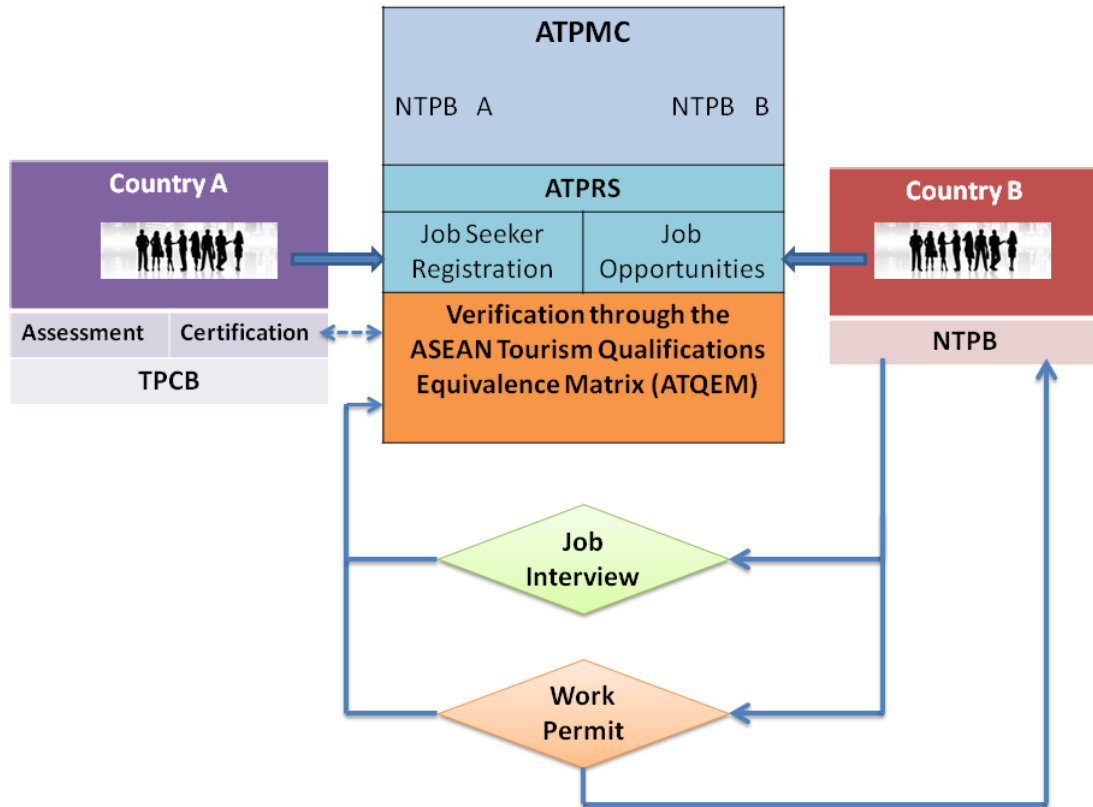 ATPMC
NTPB A
NTPB B
Country A
ATPRS
Country B
Job Seeker
Registration
Job
Opportunities
Assessment
Certification
Verification through the
ASEAN Tourism Qualifications
Equivalence Matrix (ATQEM)
NTPB
TPCB
Job
Interview
Work
Permit